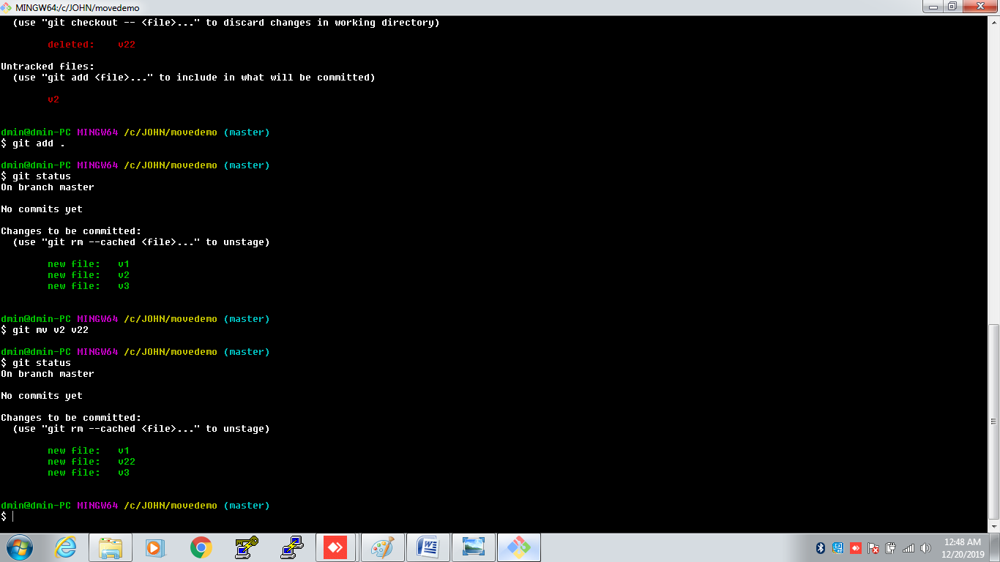 MINGW64:/c/JOHN/movedemo
(use "git checkout -- <file>..." to discard changes in working directory)
deleted: v22
Untracked files:
(use "git add <file>..." to include in what will be committed)
v2
dmin@dmin-PC MINGW64 /c/JOHN/movedemo (master)
$ git add .
dmin@dmin-PC MINGW64 /c/JOHN/movedemo (master)
$ git status
On branch master
No commits yet
Changes to be committed:
(use "git rm --cached <file>..." to unstage)
new file: v1
new file: v2
new file: v3
dmin@dmin-PC MINGW64 /c/JOHN/movedemo (master)
$ git mv v2 v22
dmin@dmin-PC MINGW64 /c/JOHN/movedemo (master)
$ git status
On branch master
No commits yet
Changes to be committed:
(use "git rm --cached <file>..." to unstage)
new file: v1
new file: v22
new file: v3
dmin@dmin-PC MINGW64 /c/JOHN/movedemo (master)
$
12:48 AM
12/20/2019